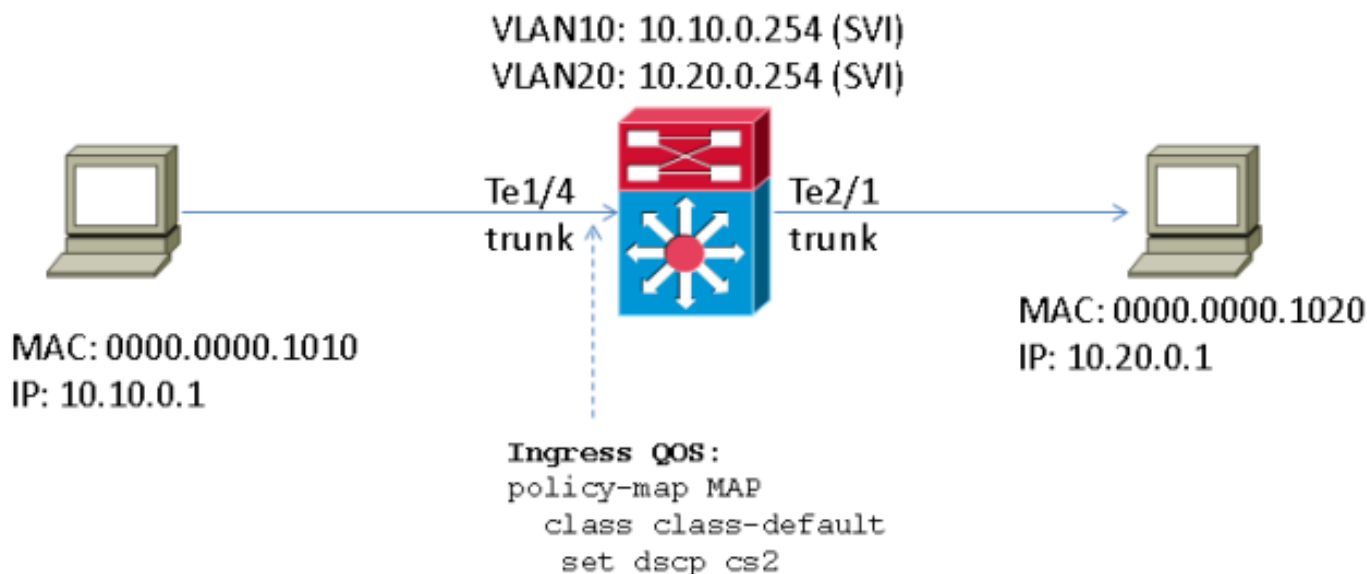 VLAN10: 10.10.0.254 (SVI)
VLAN20: 10.20.0.254 (SVI)
Te1/4
trunk
Te2/1
trunk
MAC: 0000.0000.1010
IP: 10.10.0.1
MAC: 0000.0000.1020
IP: 10.20.0.1
Ingress QOS:
policy-map MAP
class class-default
set dscp cs2